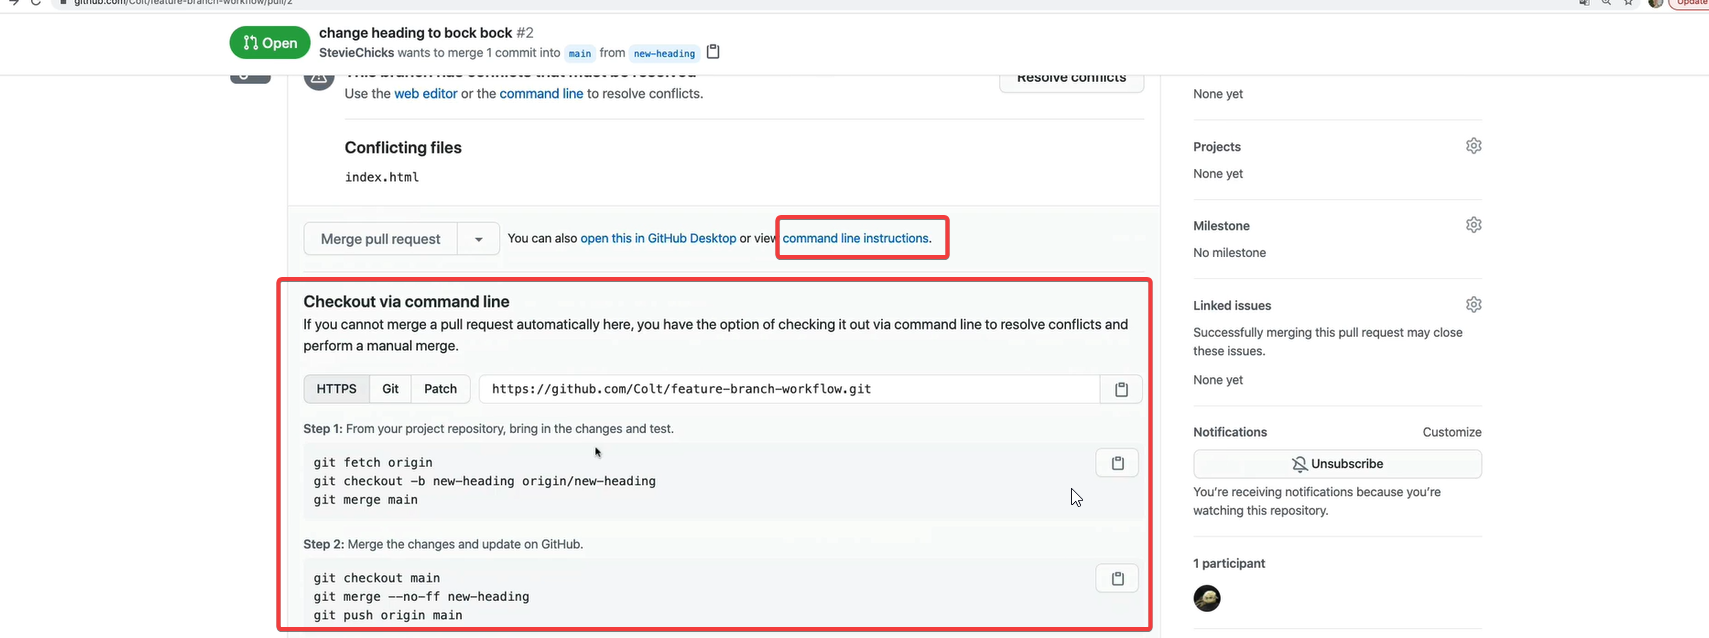 github.com/Colt/feature-branch-workflow/pull/2
Update
Open
change heading to bock bock #2
StevieChicks wants to merge 1 commit into main from new-heading
This branch has conflicts that must be resolved
Use the web editor or the command line to resolve conflicts.
Resolve conflicts
Conflicting files
index.html
Merge pull request
You can also open this in GitHub Desktop or view command line instructions.
Checkout via command line
If you cannot merge a pull request automatically here, you have the option of checking it out via command line to resolve conflicts and
perform a manual merge.
HTTPS Git Patch https://github.com/Colt/feature-branch-workflow.git
Step 1: From your project repository, bring in the changes and test.
git fetch origin
git checkout -b new-heading origin/new-heading
git merge main
Step 2: Merge the changes and update on GitHub.
git checkout main
git merge --no-ff new-heading
git push origin main
None yet
Projects
None yet
Milestone
No milestone
Linked issues
Successfully merging this pull request may close
these issues.
None yet
Notifications Customize
Unsubscribe
You’re receiving notifications because you’re
watching this repository.
1 participant